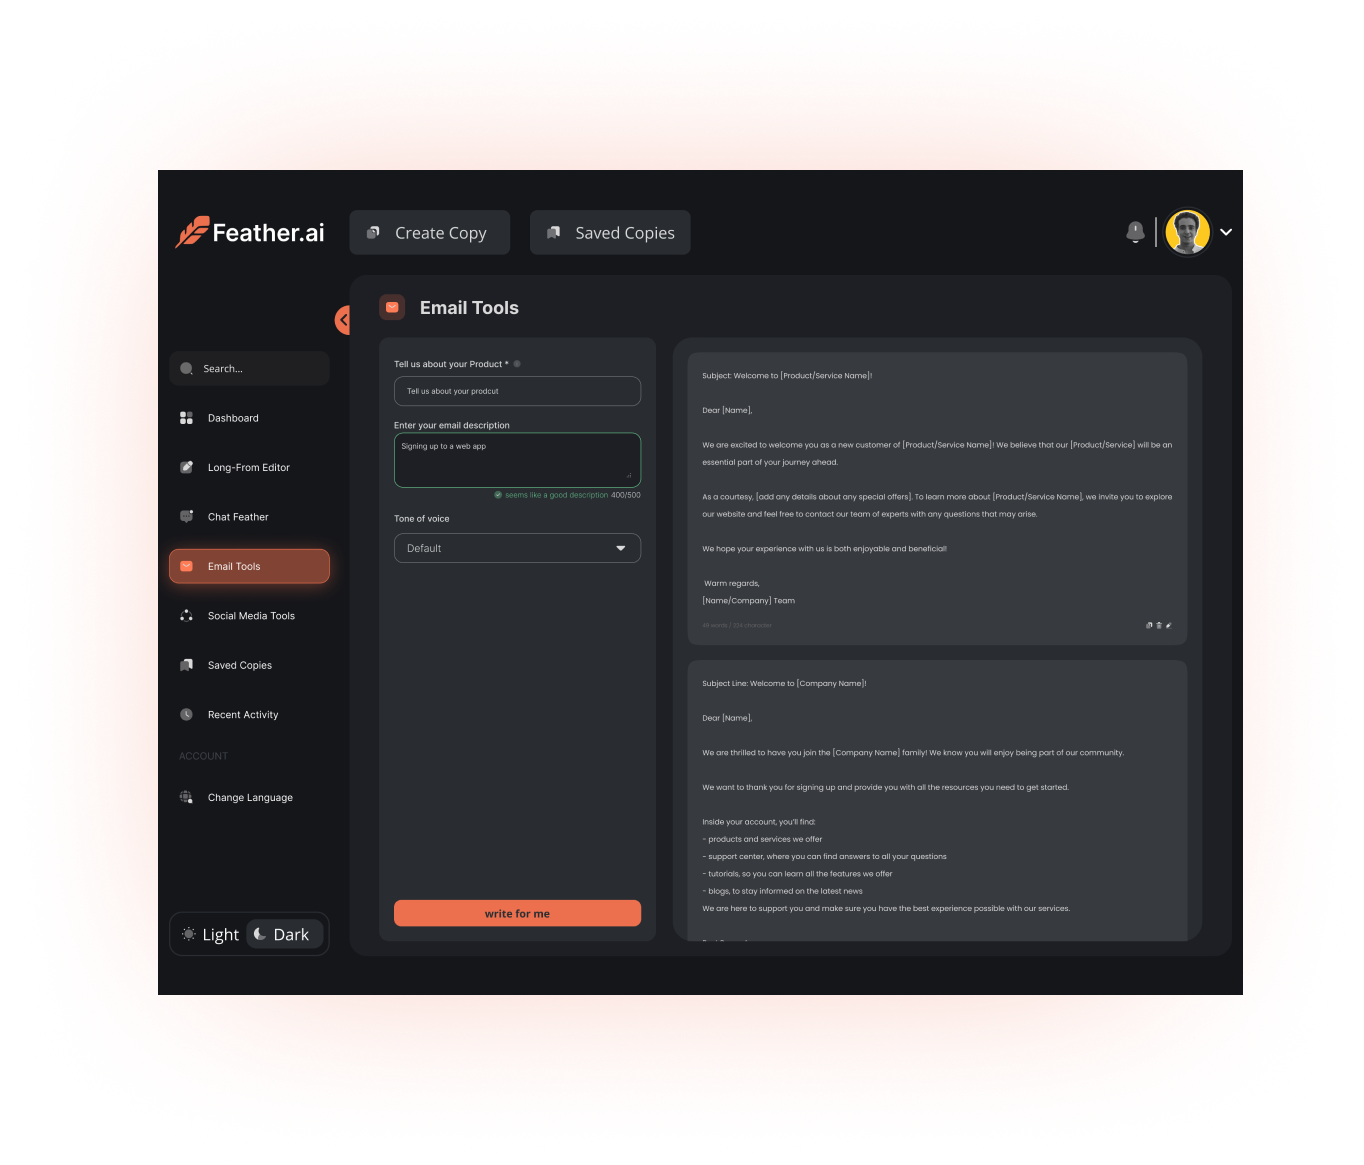 Feather.ai
Create Copy
Saved Copies
Email Tools
Search...
Dashboard
Long-From Editor
Chat Feather
Email Tools
Social Media Tools
Saved Copies
Recent Activity
ACCOUNT
Change Language
Light
Dark
Tell us about your Product *
Tell us about your prodcut
Enter your email description
Signing up to a web app
seems like a good description 400/500
Tone of voice
Default
write for me
Subject: Welcome to [Product/Service Name]!
Dear [Name],
We are excited to welcome you as a new customer of [Product/Service Name]! We believe that our [Product/Service] will be an
essential part of your journey ahead.
As a courtesy, [add any details about any special offers]. To learn more about [Product/Service Name], we invite you to explore
our website and feel free to contact our team of experts with any questions that may arise.
We hope your experience with us is both enjoyable and beneficial!
Warm regards,
[Name/Company] Team
Subject Line: Welcome to [Company Name]!
Dear [Name],
We are thrilled to have you join the [Company Name] family! We know you will enjoy being part of our community.
We want to thank you for signing up and provide you with all the resources you need to get started.
Inside your account, you'll find:
- products and services we offer
- support center, where you can find answers to all your questions
- tutorials, so you can learn all the features we offer
- blogs, to stay informed on the latest news
We are here to support you and make sure you have the best experience possible with our services.